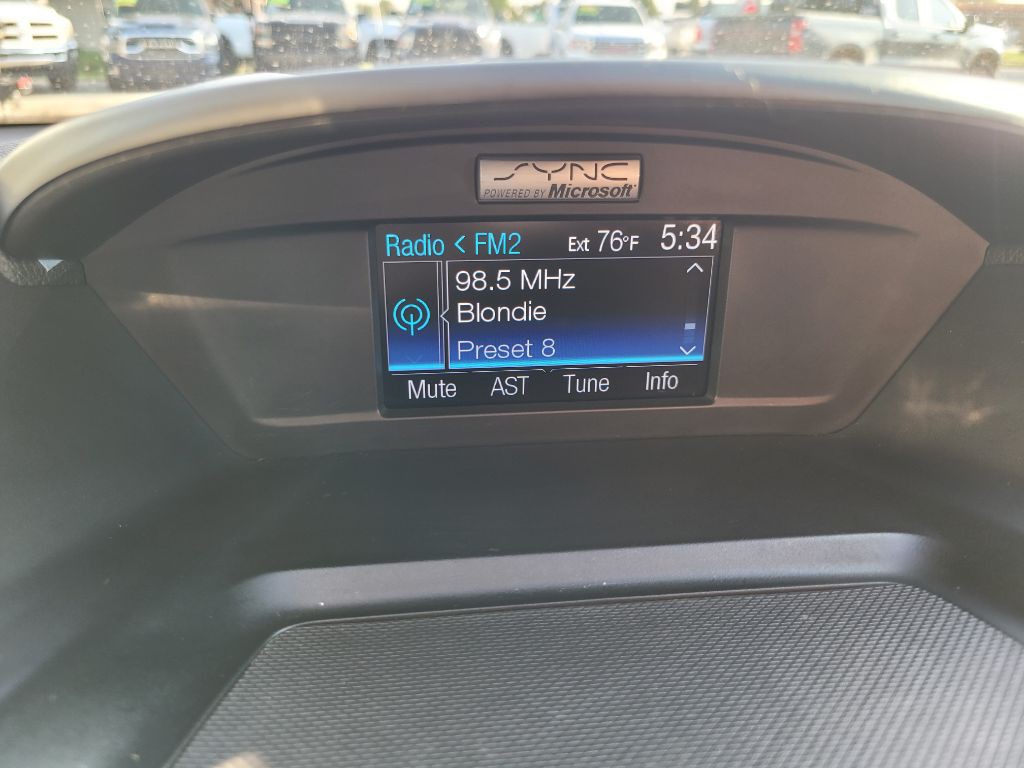 SYNC
POWERED BY Microsoft
Radio < FM2 Ext 76°F 5:34
98.5 MHz
Blondie
Preset 8
Mute AST Tune Info